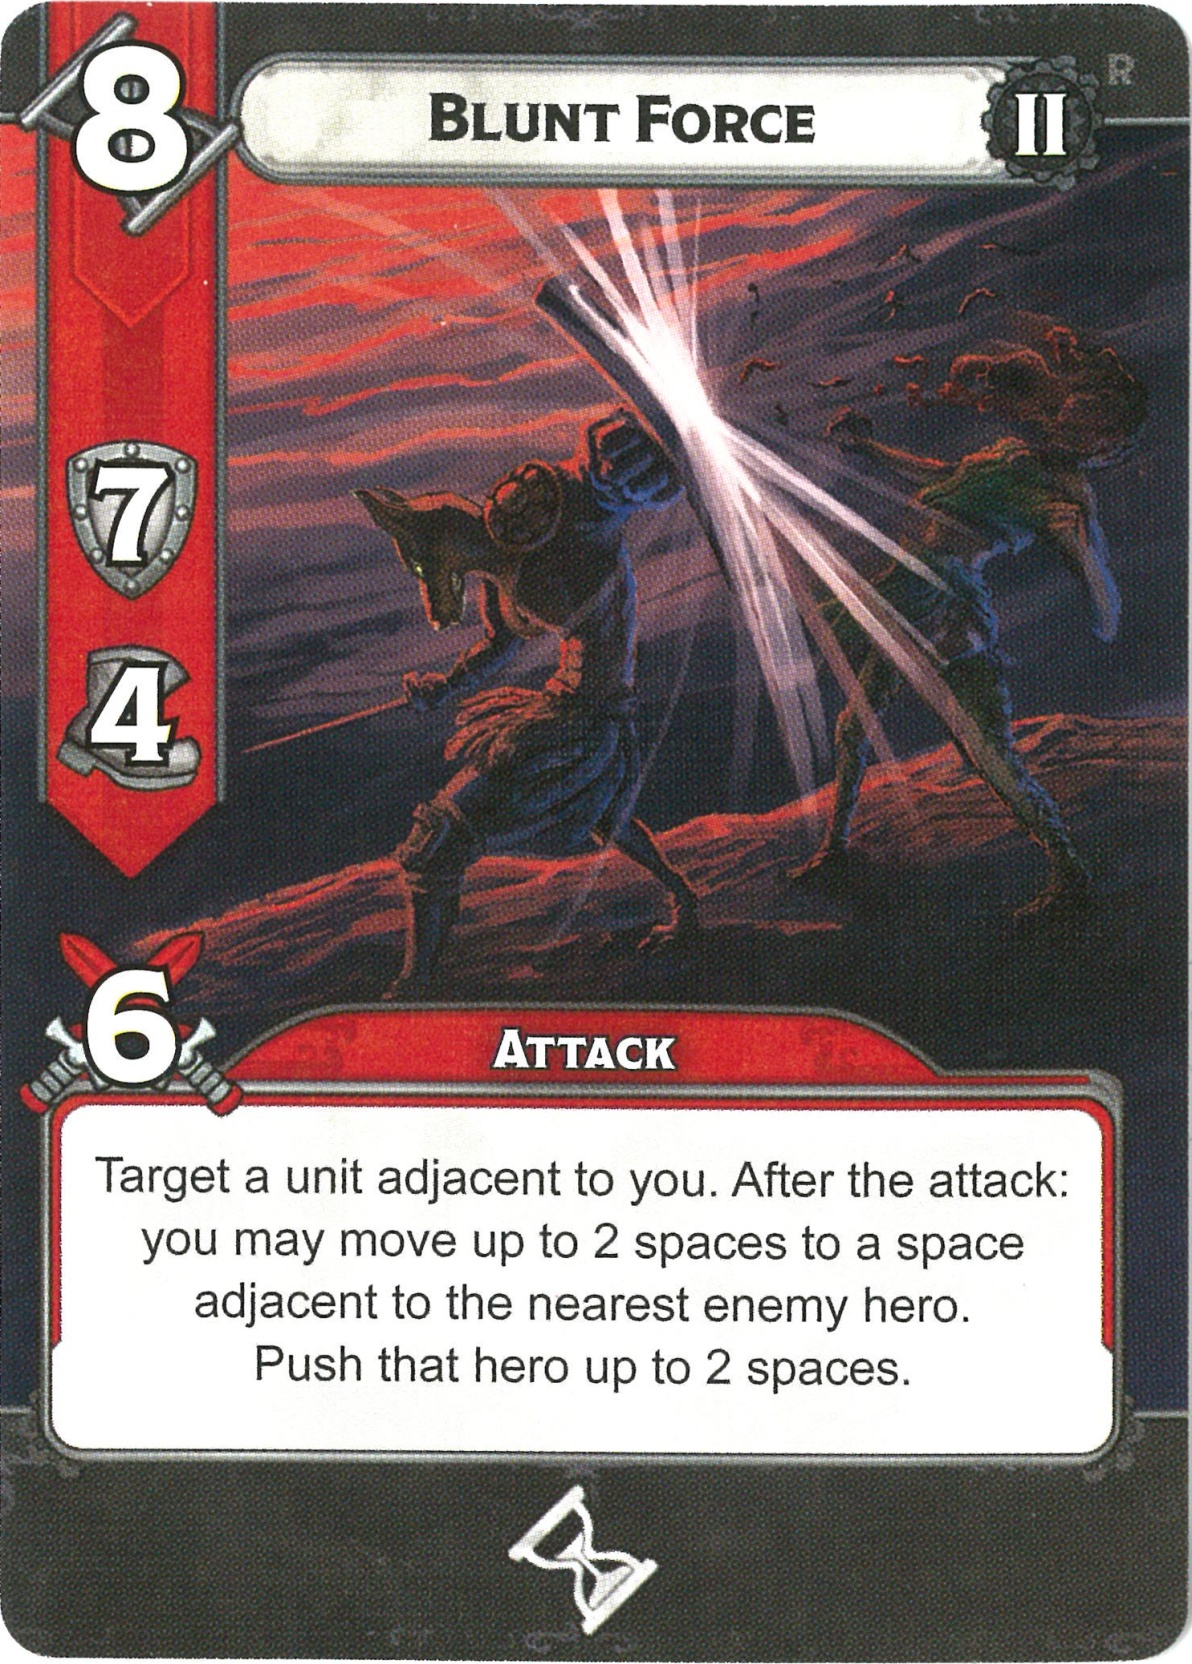 8
BLUNT FORCE
II
R
7
4
6
ATTACK
Target a unit adjacent to you. After the attack:
you may move up to 2 spaces to a space
adjacent to the nearest enemy hero.
Push that hero up to 2 spaces.